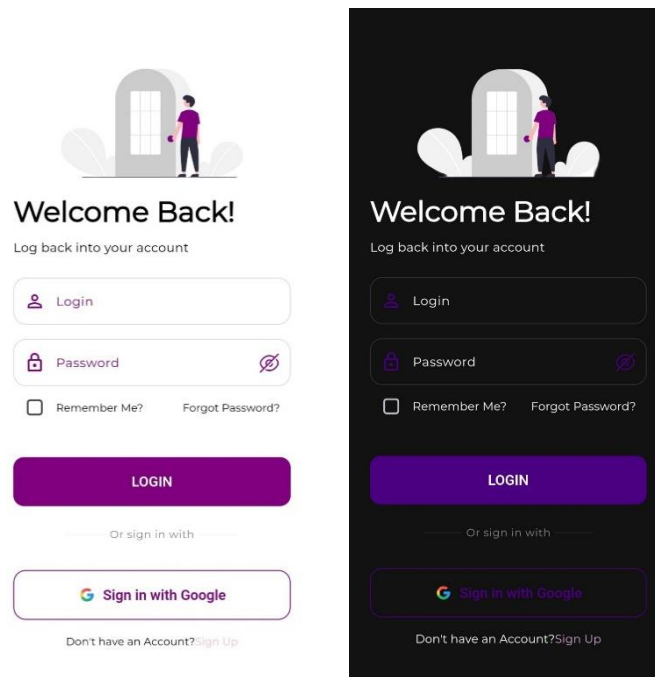 Welcome Back!
Log back into your account
Login
Password
Remember Me? Forgot Password?
LOGIN
Or sign in with
Sign in with Google
Don't have an Account?Sign Up
Welcome Back!
Log back into your account
Login
Password
Remember Me? Forgot Password?
LOGIN
Or sign in with
Sign in with Google
Don't have an Account?Sign Up